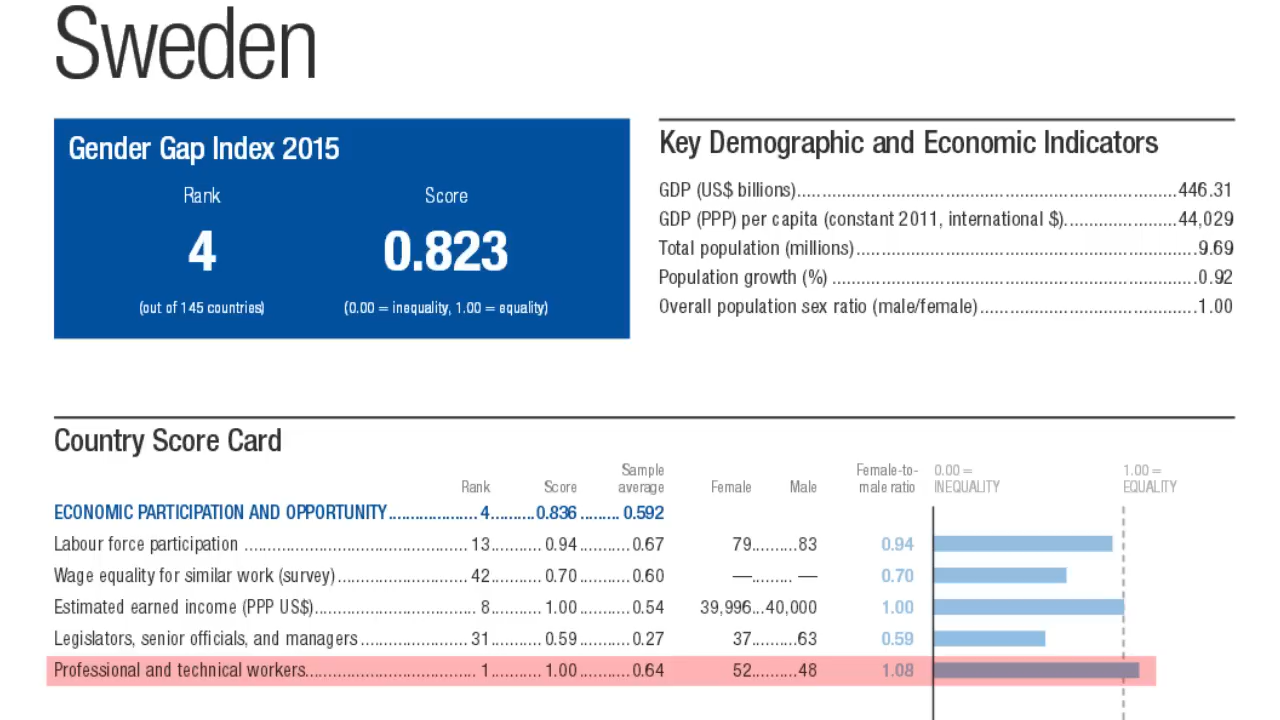 Sweden
Gender Gap Index 2015
Rank Score
4 0.823
(out of 145 countries) (0.00 = inequality, 1.00 = equality)
Key Demographic and Economic Indicators
GDP (US$ billions)....................446.31
GDP (PPP) per capita (constant 2011, international $)....................44,029
Total population (millions)....................9.69
Population growth (%) ....................0.92
Overall population sex ratio (male/female)....................1.00
Country Score Card
Rank Score Sample average Female Male Female-to-male ratio 0.00 = INEQUALITY 1.00 = EQUALITY
ECONOMIC PARTICIPATION AND OPPORTUNITY....................4..........0.836.........0.592
Labour force participation ....................13...........0.94...........0.67 79..........83 0.94
Wage equality for similar work (survey)....................42...........0.70...........0.60 —......... — 0.70
Estimated earned income (PPP US$)....................8...........1.00...........0.54 39,996...40,000 1.00
Legislators, senior officials, and managers....................31...........0.59...........0.27 37..........63 0.59
Professional and technical workers....................1...........1.00...........0.64 52..........48 1.08